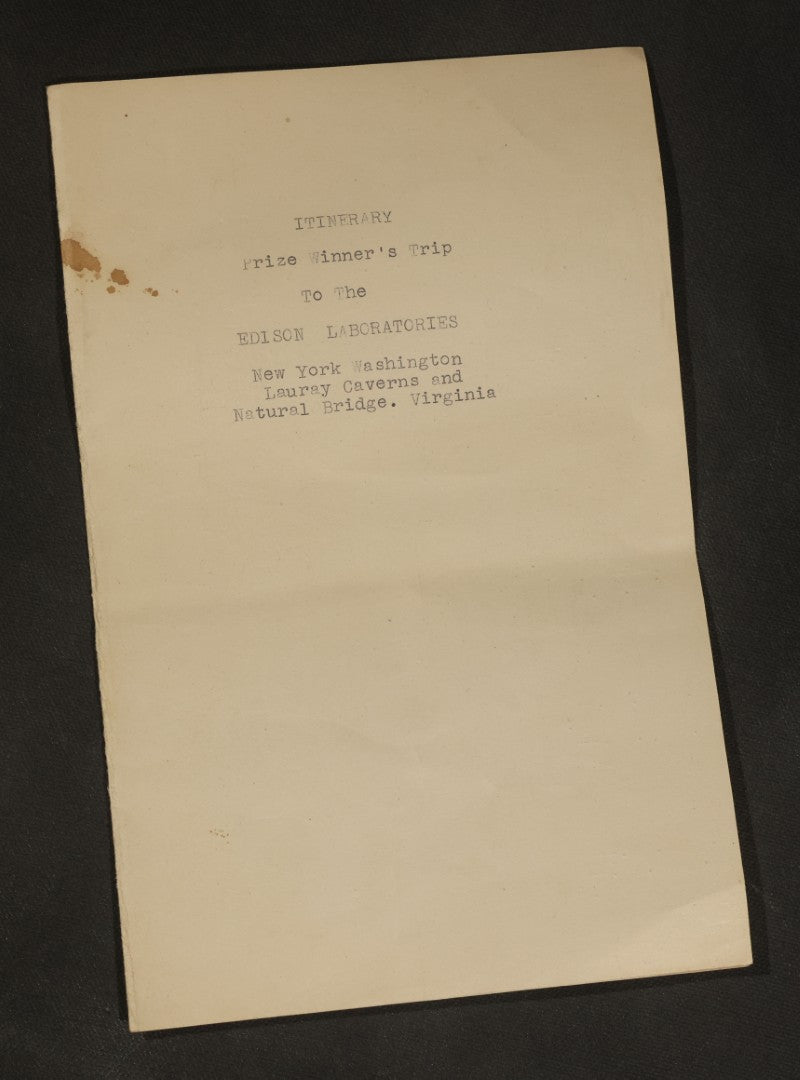 ITINERARY
Prize Winner's Trip
To The
EDISON LABORATORIES
New York Washington
Lauray Caverns and
Natural Bridge. Virginia